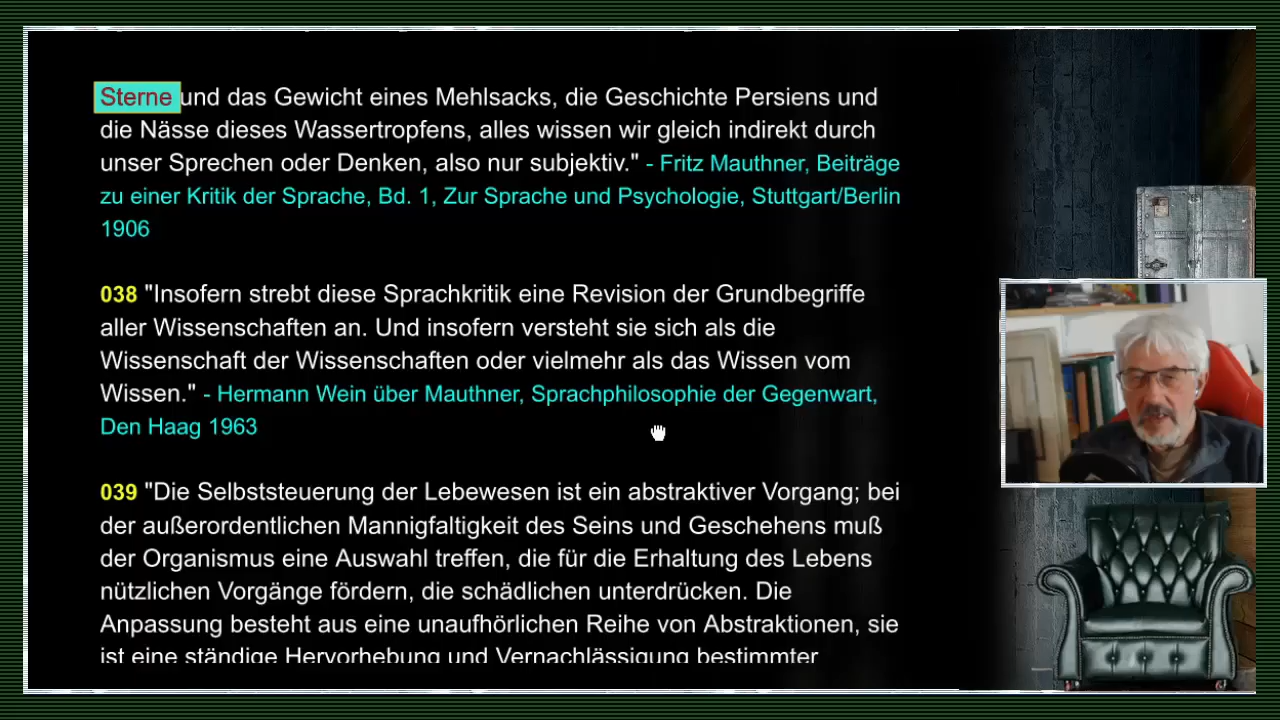 Sterne und das Gewicht eines Mehlsacks, die Geschichte Persiens und
die Nässe dieses Wassertropfens, alles wissen wir gleich indirekt durch
unser Sprechen oder Denken, also nur subjektiv." - Fritz Mauthner, Beiträge
zu einer Kritik der Sprache, Bd. 1, Zur Sprache und Psychologie, Stuttgart/Berlin
1906
038 "Insofern strebt diese Sprachkritik eine Revision der Grundbegriffe
aller Wissenschaften an. Und insofern versteht sie sich als die
Wissenschaft der Wissenschaften oder vielmehr als das Wissen vom
Wissen." - Hermann Wein über Mauthner, Sprachphilosophie der Gegenwart,
Den Haag 1963
039 "Die Selbststeuerung der Lebewesen ist ein abstraktiver Vorgang; bei
der außerordentlichen Mannigfaltigkeit des Seins und Geschehens muß
der Organismus eine Auswahl treffen, die für die Erhaltung des Lebens
nützlichen Vorgänge fördern, die schädlichen unterdrücken. Die
Anpassung besteht aus eine unaufhörlichen Reihe von Abstraktionen, sie
ist eine ständige Hervorhebung und Vernachlässigung bestimmter